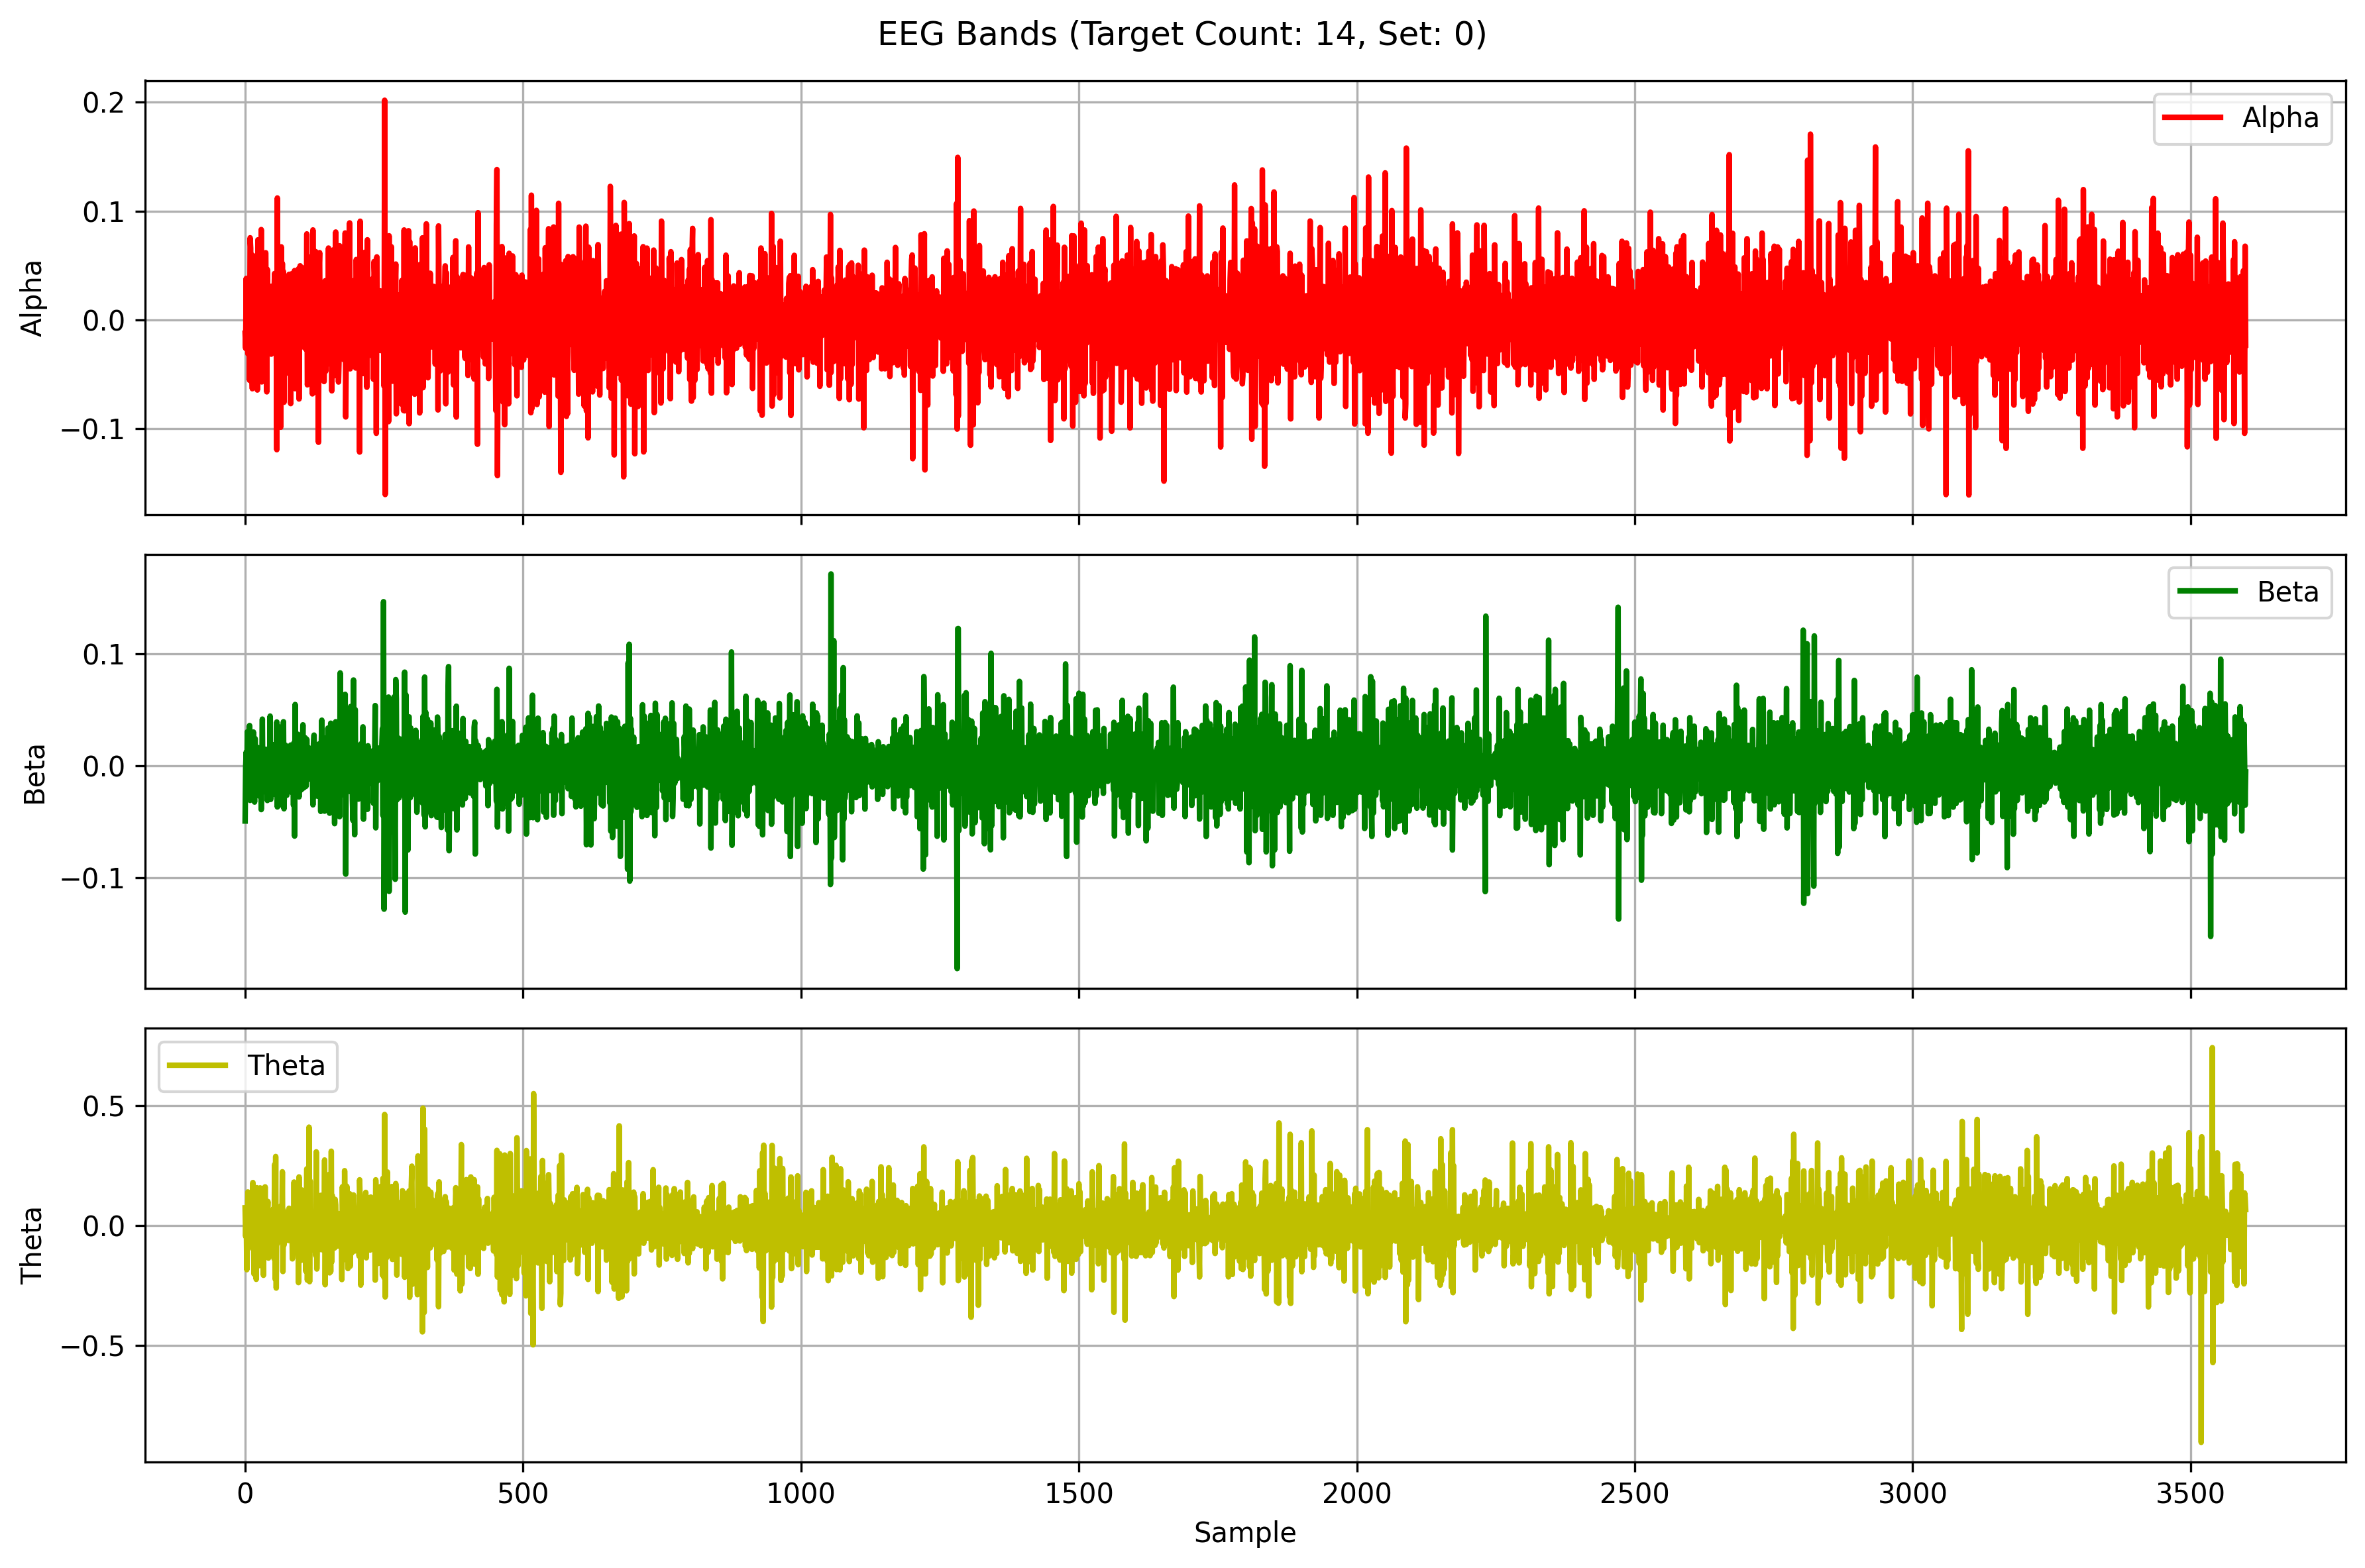 EEG Bands (Target Count: 14, Set: 0)
0.2
0.1
0.0
−0.1
Alpha
Alpha
0.1
0.0
−0.1
Beta
Beta
0.5
0.0
−0.5
Theta
Theta
0 500 1000 1500 2000 2500 3000 3500
Sample